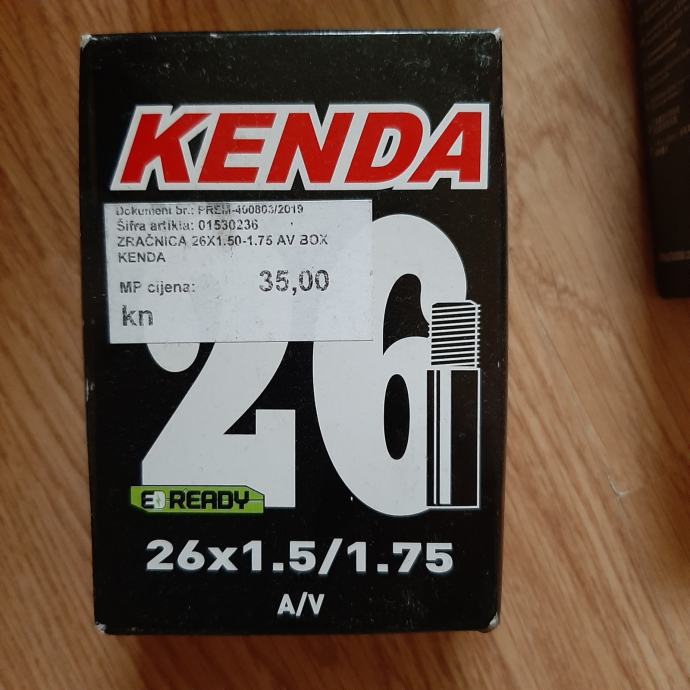 KENDA
Dokument br.: PREM-400803/2019
Šifra artikla: 01530236
ZRAČNICA 26X1.50-1.75 AV BOX
KENDA
MP cijena: 35,00
kn
26
READY
26x1.5/1.75
A/V